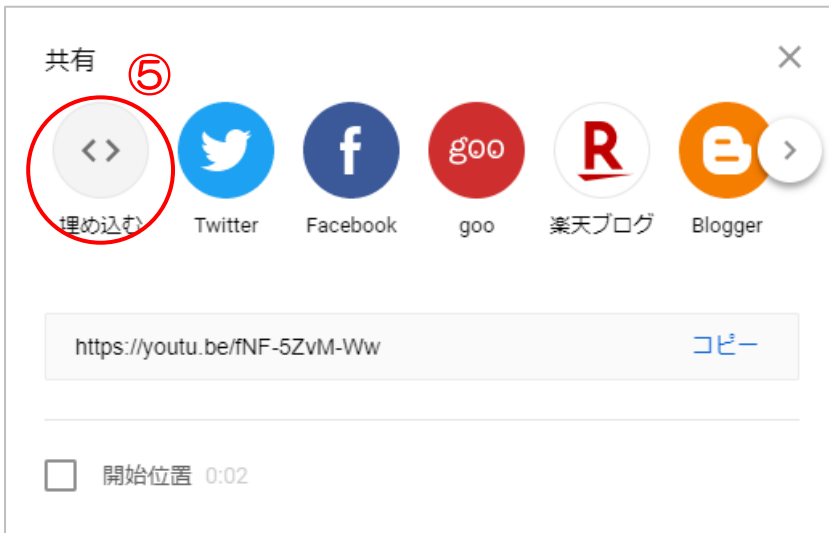 共有
⑤
< >
f
goo
R
埋め込む
Twitter
Facebook
goo
楽天ブログ
Blogger
https://youtu.be/fNF-5ZvM-Ww
コピー
開始位置 0:02